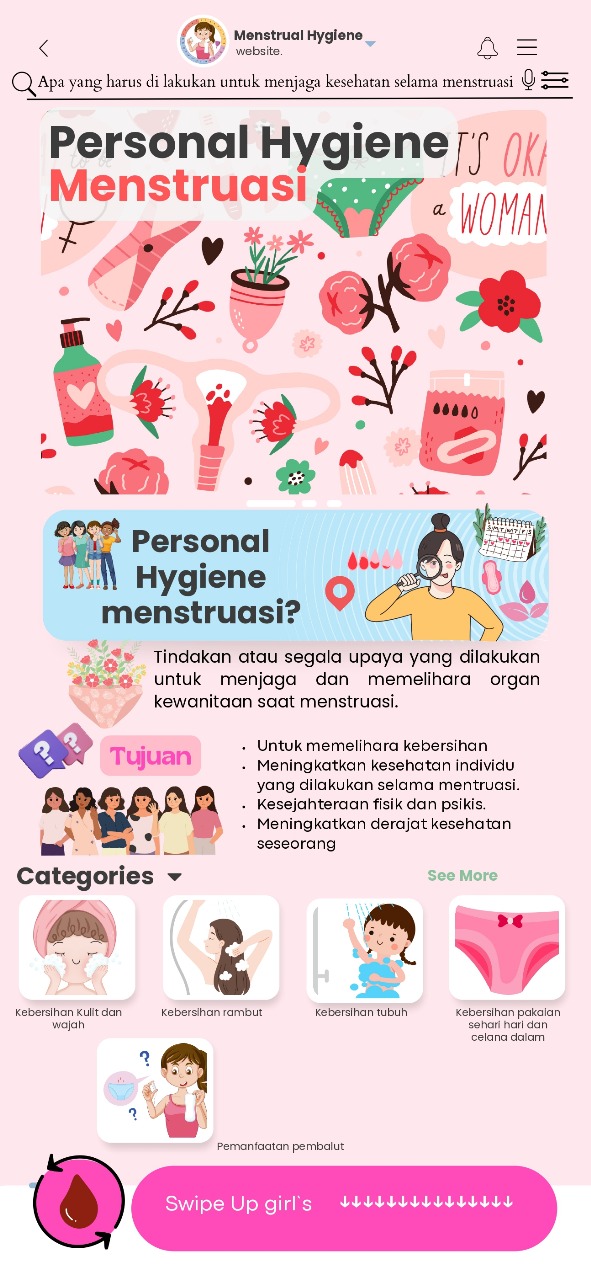 Menstrual Hygiene
website.
Apa yang harus di lakukan untuk menjaga kesehatan selama menstruasi
Personal Hygiene
Menstruasi
IT'S OKA
a WOMAN
Personal
Hygiene
menstruasi?
Tindakan atau segala upaya yang dilakukan
untuk menjaga dan memelihara organ
kewanitaan saat menstruasi.
Tujuan
• Untuk memelihara kebersihan
• Meningkatkan kesehatan individu
yang dilakukan selama mentruasi.
• Kesejahteraan fisik dan psikis.
• Meningkatkan derajat kesehatan
seseorang
Categories
See More
Kebersihan Kulit dan
wajah
Kebersihan rambut
Kebersihan tubuh
Kebersihan pakaian
sehari hari dan
celana dalam
Pemanfaatan pembalut
Swipe Up girl`s ↓↓↓↓↓↓↓↓↓↓↓↓↓↓↓